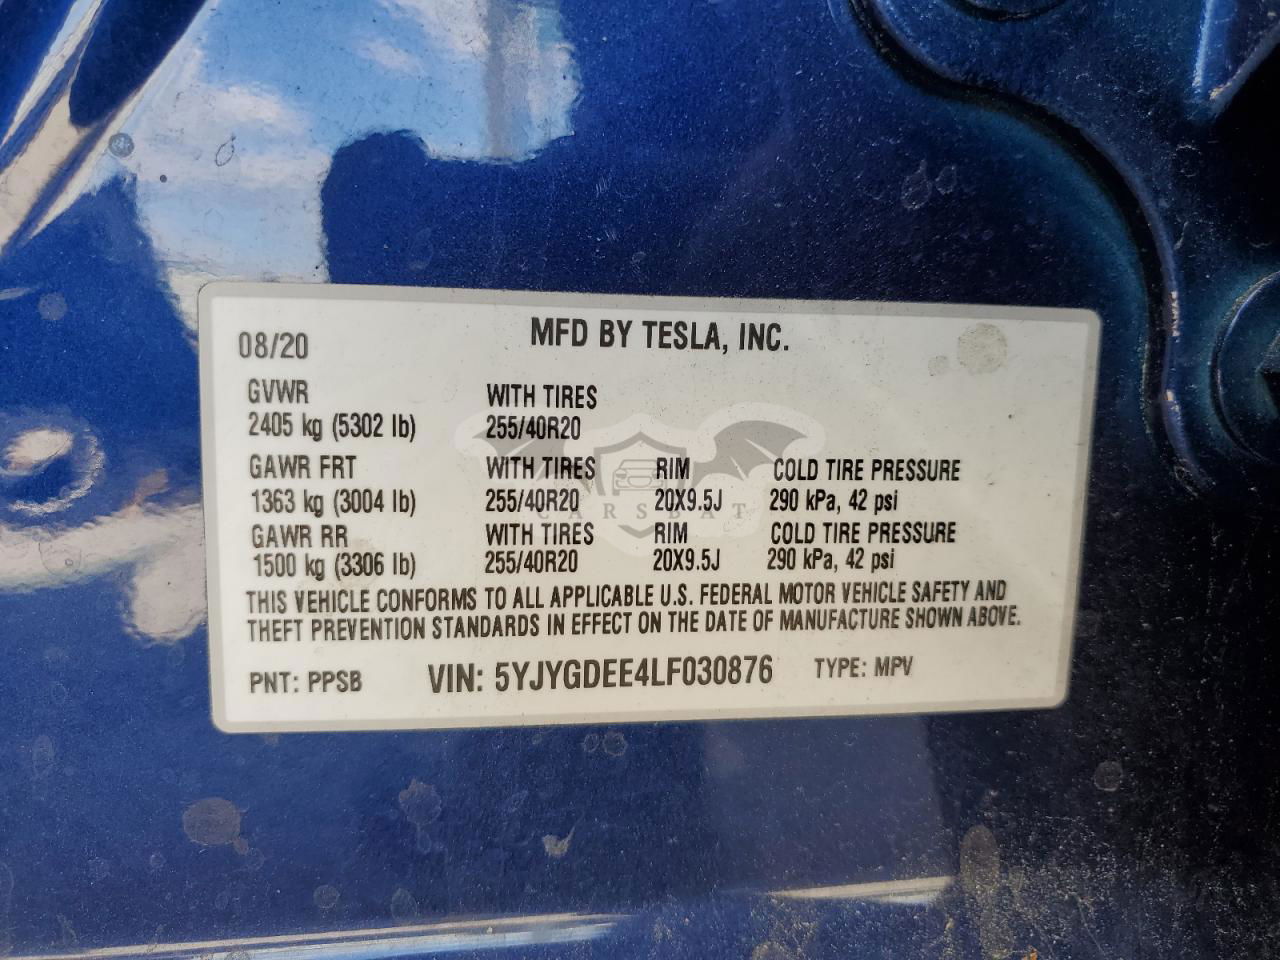 08/20 MFD BY TESLA, INC.
GVWR WITH TIRES
2405 kg (5302 lb) 255/40R20
GAWR FRT WITH TIRES RIM COLD TIRE PRESSURE
1363 kg (3004 lb) 255/40R20 20X9.5J 290 kPa, 42 psi
CARSBAT
GAWR RR WITH TIRES RIM COLD TIRE PRESSURE
1500 kg (3306 lb) 255/40R20 20X9.5J 290 kPa, 42 psi
THIS VEHICLE CONFORMS TO ALL APPLICABLE U.S. FEDERAL MOTOR VEHICLE SAFETY AND
THEFT PREVENTION STANDARDS IN EFFECT ON THE DATE OF MANUFACTURE SHOWN ABOVE.
PNT: PPSB VIN: 5YJYGDEE4LF030876 TYPE: MPV